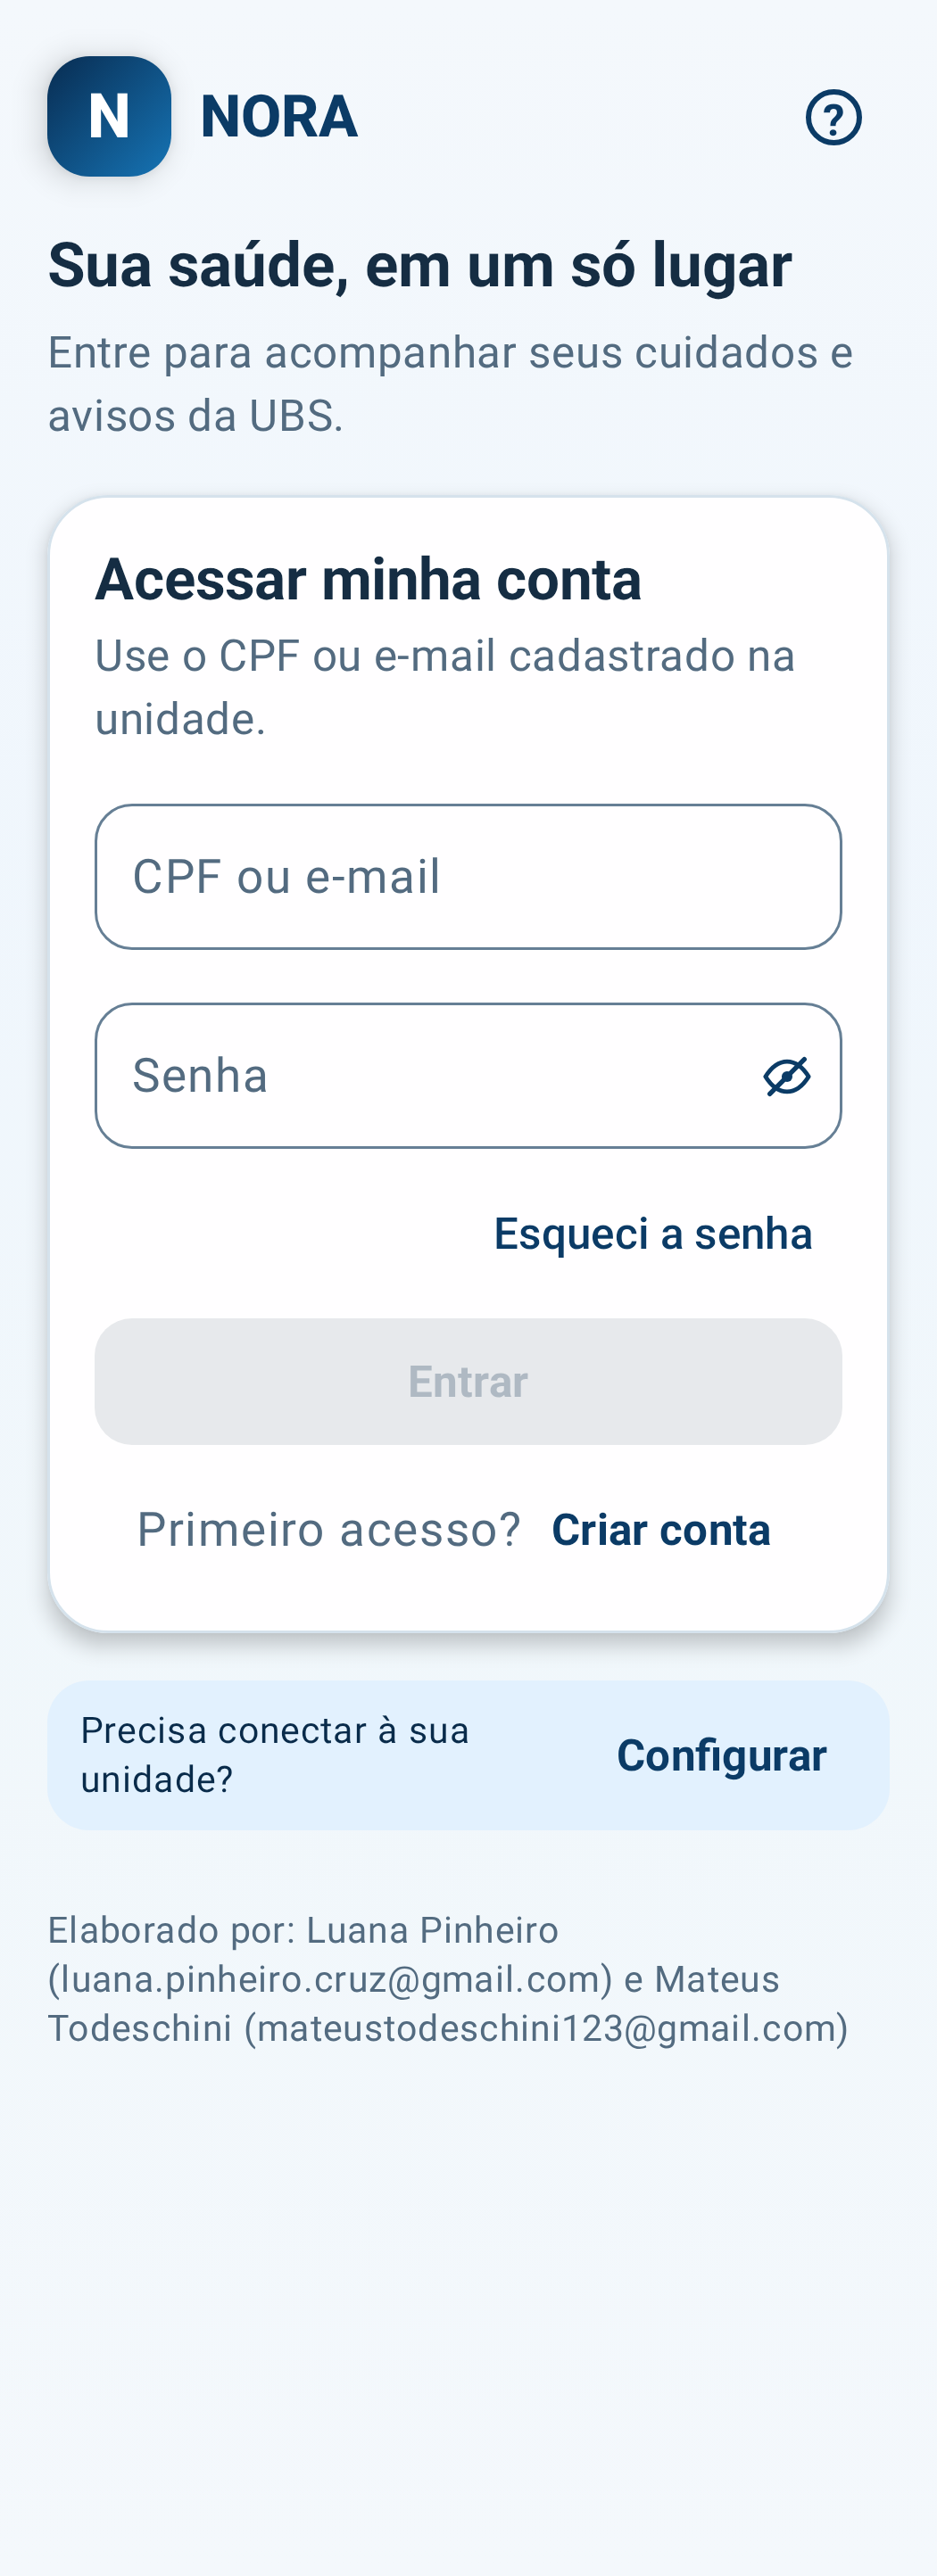 N
NORA
?
Sua saúde, em um só lugar
Entre para acompanhar seus cuidados e
avisos da UBS.
Acessar minha conta
Use o CPF ou e-mail cadastrado na
unidade.
CPF ou e-mail
Senha
Esqueci a senha
Entrar
Primeiro acesso? Criar conta
Precisa conectar à sua
unidade?
Configurar
Elaborado por: Luana Pinheiro
(luana.pinheiro.cruz@gmail.com) e Mateus
Todeschini (mateustodeschini123@gmail.com)